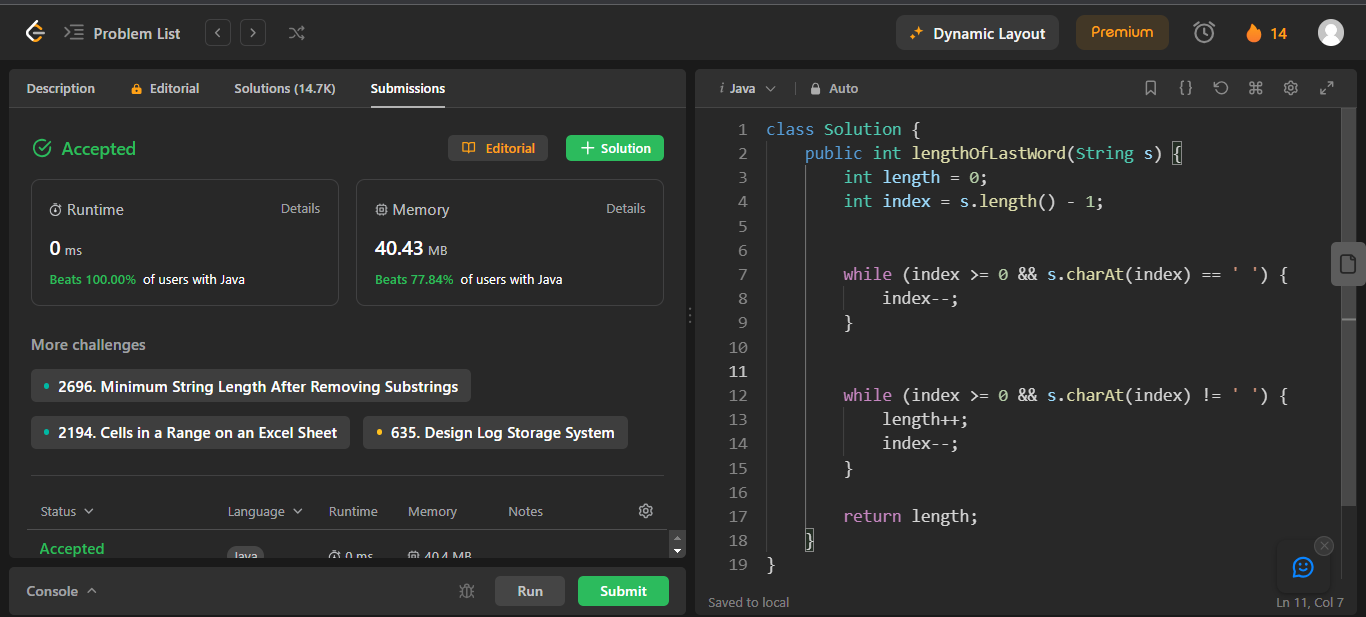 Problem List
Dynamic Layout
Premium
14
Description Editorial Solutions (14.7K) Submissions
Accepted
Editorial
Solution
Runtime Details
0 ms
Beats 100.00% of users with Java
Memory Details
40.43 MB
Beats 77.84% of users with Java
More challenges
2696. Minimum String Length After Removing Substrings
2194. Cells in a Range on an Excel Sheet
635. Design Log Storage System
Status Language Runtime Memory Notes
Accepted Java 0 ms 40.4 MB
Console Run Submit
i Java Auto
1 class Solution {
2 public int lengthOfLastWord(String s) {
3 int length = 0;
4 int index = s.length() - 1;
5
6
7 while (index >= 0 && s.charAt(index) == ' ') {
8 index--;
9 }
10
11
12 while (index >= 0 && s.charAt(index) != ' ') {
13 length++;
14 index--;
15 }
16
17 return length;
18 }
19 }
Saved to local
Ln 11, Col 7